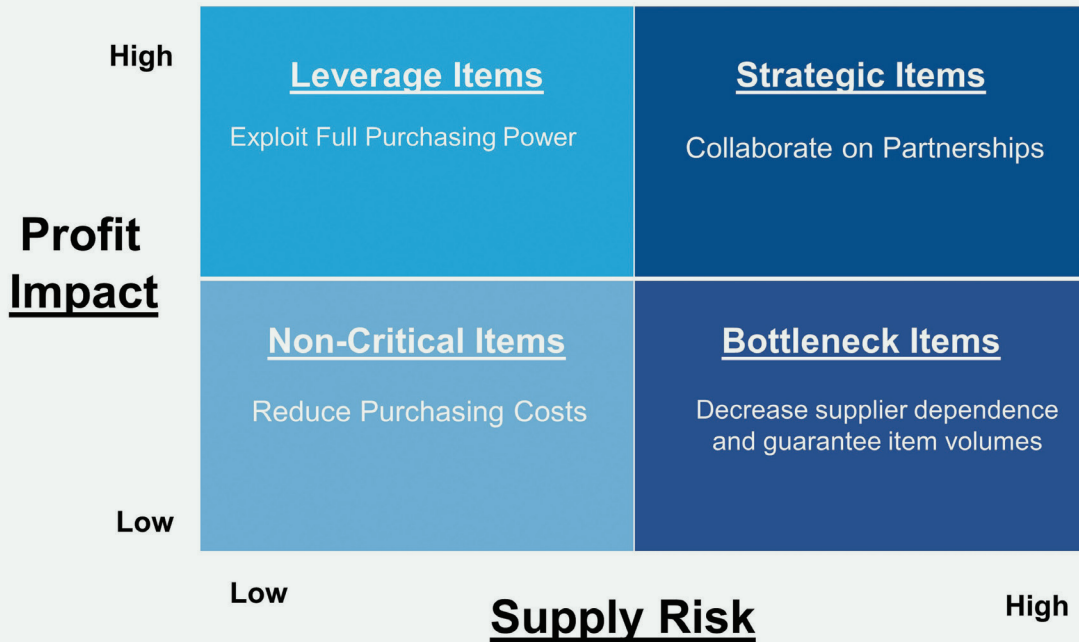 High
Leverage Items
Exploit Full Purchasing Power
Strategic Items
Collaborate on Partnerships
Profit
Impact
Non-Critical Items
Reduce Purchasing Costs
Bottleneck Items
Decrease supplier dependence
and guarantee item volumes
Low
Low
Supply Risk
High